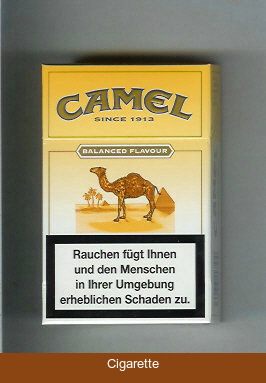 CAMEL
SINCE 1913
BALANCED FLAVOUR
Rauchen fügt Ihnen
und den Menschen
in Ihrer Umgebung
erheblichen Schaden zu.
Cigarette